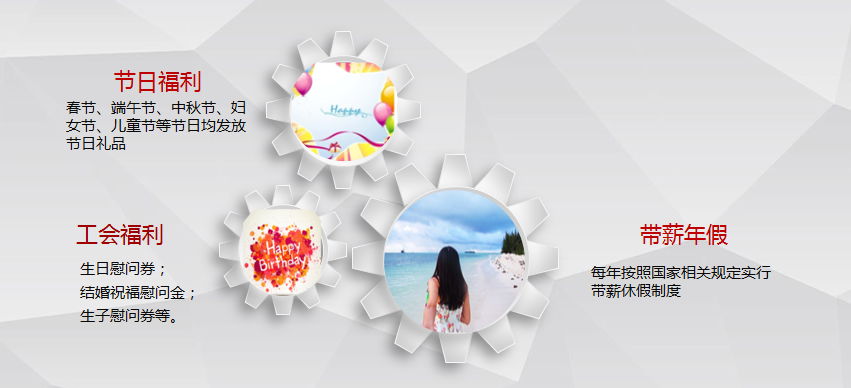 节日福利
春节、端午节、中秋节、妇
女节、儿童节等节日均发放
节日礼品
Happy
工会福利
生日慰问券；
结婚祝福慰问金；
生子慰问券等。
Happy
Birthday
带薪年假
每年按照国家相关规定实行
带薪休假制度